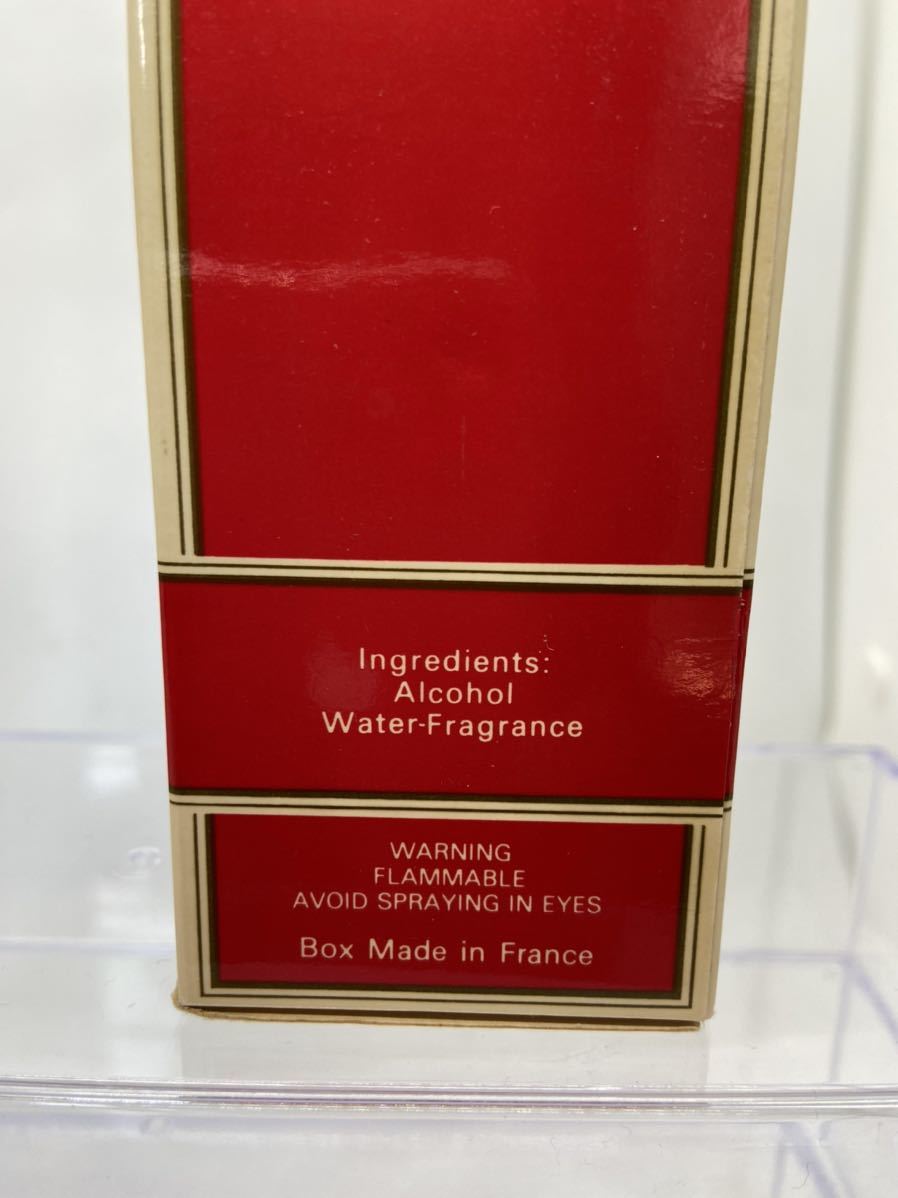 Ingredients:
Alcohol
Water-Fragrance
WARNING
FLAMMABLE
AVOID SPRAYING IN EYES
Box Made in France